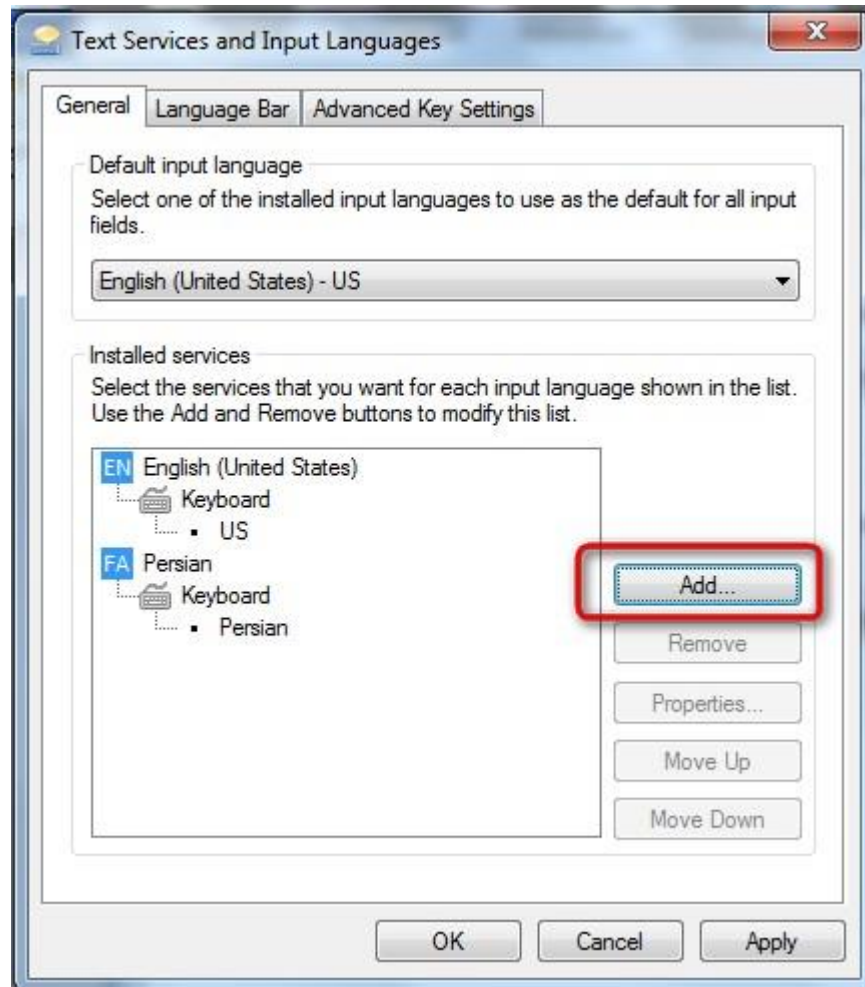 Text Services and Input Languages
General
Language Bar
Advanced Key Settings
Default input language
Select one of the installed input languages to use as the default for all input
fields.
English (United States) - US
Installed services
Select the services that you want for each input language shown in the list.
Use the Add and Remove buttons to modify this list.
EN English (United States)
Keyboard
US
FA Persian
Keyboard
Persian
Add...
Remove
Properties...
Move Up
Move Down
OK
Cancel
Apply